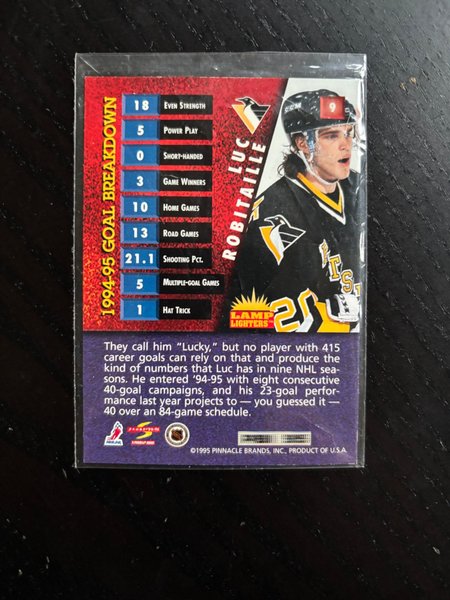 1994-95 GOAL BREAKDOWN
18 EVEN STRENGTH
5 POWER PLAY
0 SHORT-HANDED
3 GAME WINNERS
10 HOME GAMES
13 ROAD GAMES
21.1 SHOOTING PCT.
5 MULTIPLE-GOAL GAMES
1 HAT TRICK
LUC
ROBITAILLE
9
CCM
20
LAMP
LIGHTERS
They call him “Lucky,” but no player with 415
career goals can rely on that and produce the
kind of numbers that Luc has in nine NHL sea-
sons. He entered ’94-95 with eight consecutive
40-goal campaigns, and his 23-goal perfor-
mance last year projects to — you guessed it —
40 over an 84-game schedule.
©1995 PINNACLE BRANDS, INC., PRODUCT OF U.S.A.